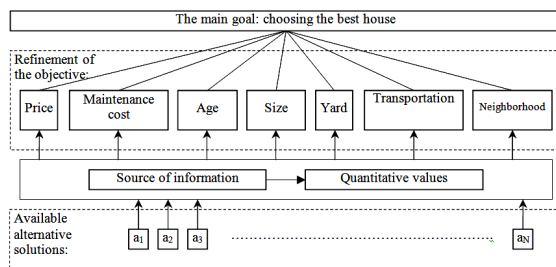 The main goal: choosing the best house
Refinement of
the objective:
Price
Maintenance
cost
Age
Size
Yard
Transportation
Neighborhood
Source of information
Quantitative values
Available
alternative
solutions:
a1 a2 a3 ........................................................................ aN